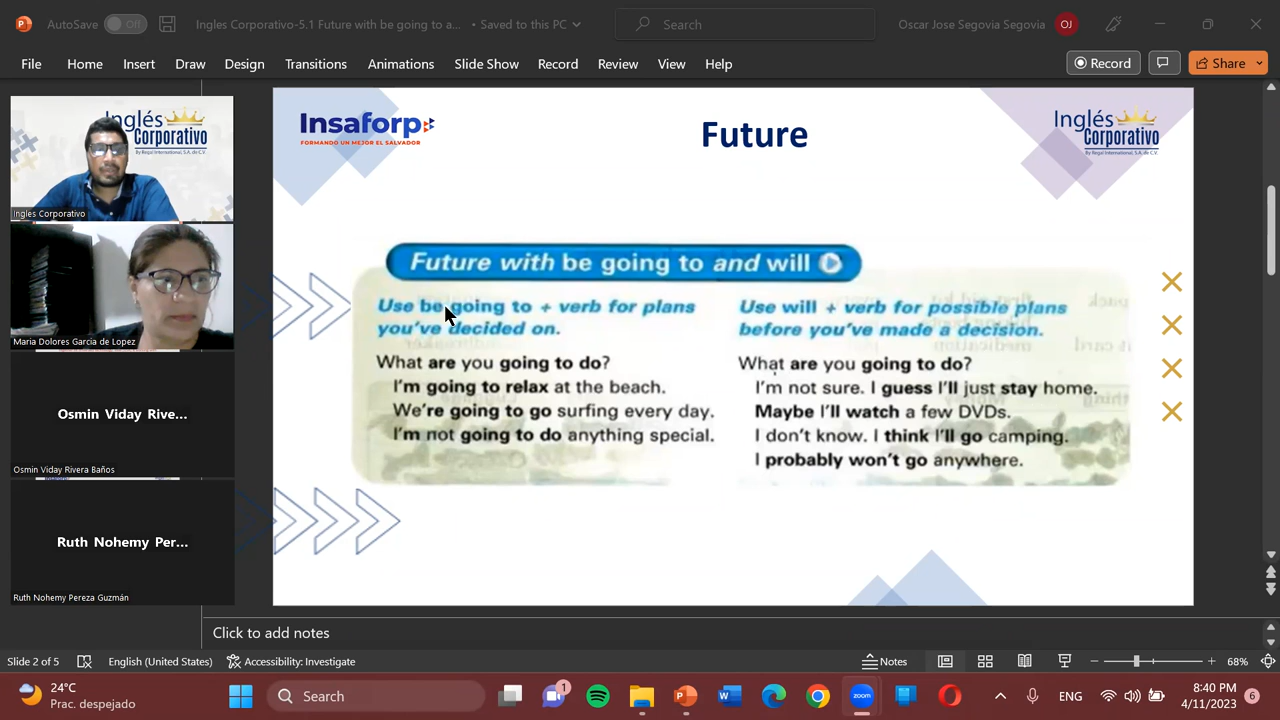 AutoSave Off Ingles Corporativo-5.1 Future with be going to a... • Saved to this PC Search Oscar Jose Segovia Segovia OJ
File Home Insert Draw Design Transitions Animations Slide Show Record Review View Help Record Share
Inglés Corporativo
By Regal International, S.A. de C.V.
Ingles Corporativo
Maria Dolores Garcia de Lopez
Osmin Viday Rive...
Osmin Viday Rivera Baños
Ruth Nohemy Per...
Ruth Nohemy Pereza Guzmán
Insaforp
FORMANDO UN MEJOR EL SALVADOR
Future
Inglés Corporativo
By Regal International, S.A. de C.V.
Future with be going to and will
Use be going to + verb for plans
you've decided on.
What are you going to do?
I'm going to relax at the beach.
We're going to go surfing every day.
I'm not going to do anything special.
Use will + verb for possible plans
before you've made a decision.
What are you going to do?
I'm not sure. I guess I'll just stay home.
Maybe I'll watch a few DVDs.
I don't know. I think I'll go camping.
I probably won't go anywhere.
Click to add notes
Slide 2 of 5 English (United States) Accessibility: Investigate Notes 68%
24°C
Prac. despejado
Search
1
zoom
ENG
8:40 PM
4/11/2023
6